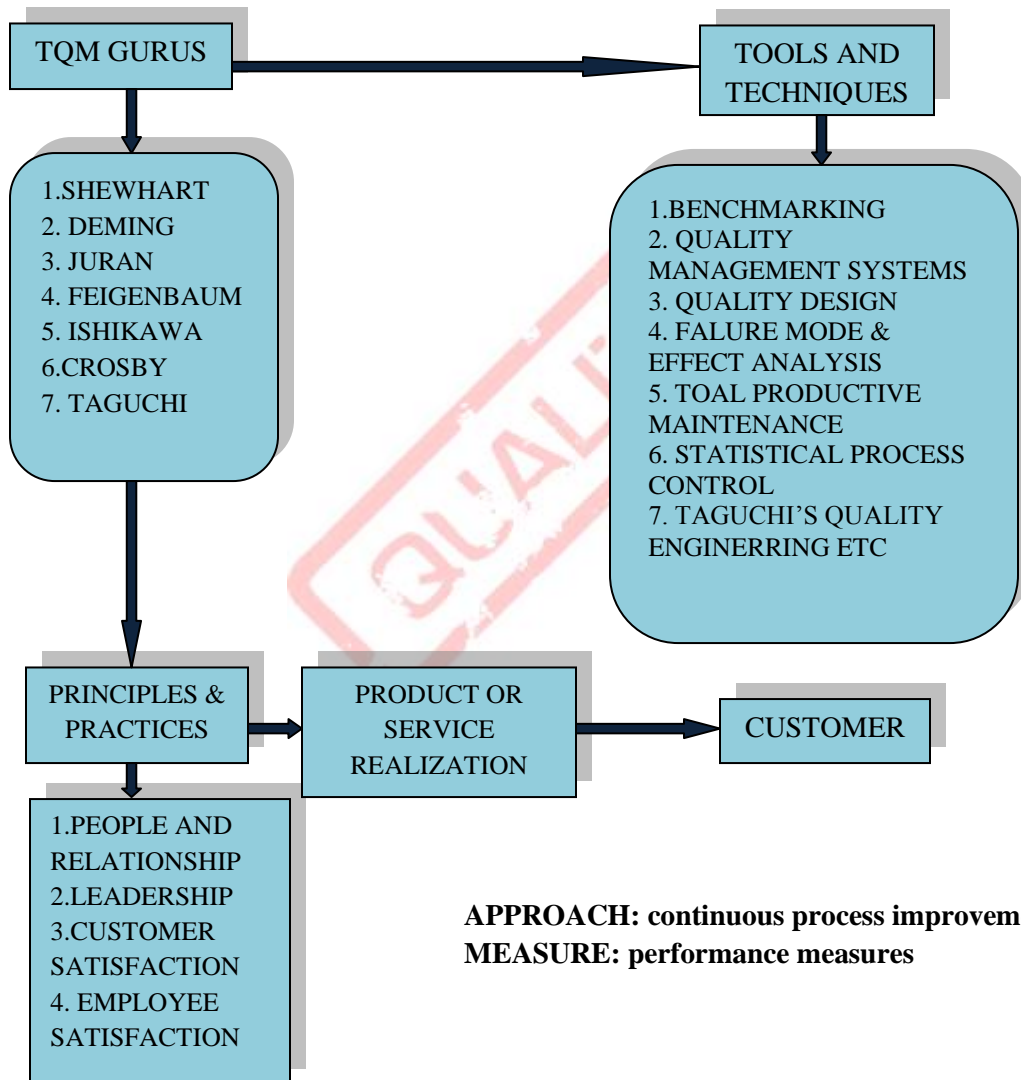 TQM GURUS
TOOLS AND
TECHNIQUES
1.SHEWHART
2. DEMING
3. JURAN
4. FEIGENBAUM
5. ISHIKAWA
6.CROSBY
7. TAGUCHI
1.BENCHMARKING
2. QUALITY
MANAGEMENT SYSTEMS
3. QUALITY DESIGN
4. FALURE MODE &
EFFECT ANALYSIS
5. TOAL PRODUCTIVE
MAINTENANCE
6. STATISTICAL PROCESS
CONTROL
7. TAGUCHI’S QUALITY
ENGINERRING ETC
QUALI
PRINCIPLES &
PRACTICES
PRODUCT OR
SERVICE
REALIZATION
CUSTOMER
1.PEOPLE AND
RELATIONSHIP
2.LEADERSHIP
3.CUSTOMER
SATISFACTION
4. EMPLOYEE
SATISFACTION
APPROACH: continuous process improvem
MEASURE: performance measures